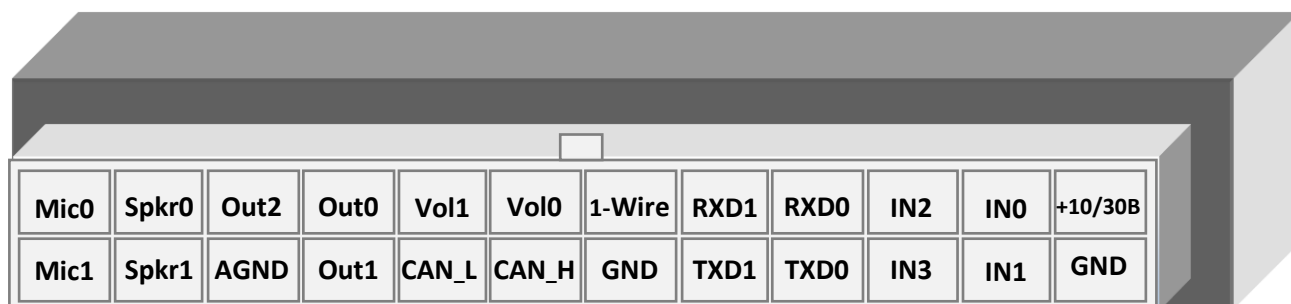 Mic0 Spkr0 Out2 Out0 Vol1 Vol0 1-Wire RXD1 RXD0 IN2 IN0 +10/30В
Mic1 Spkr1 AGND Out1 CAN_L CAN_H GND TXD1 TXD0 IN3 IN1 GND